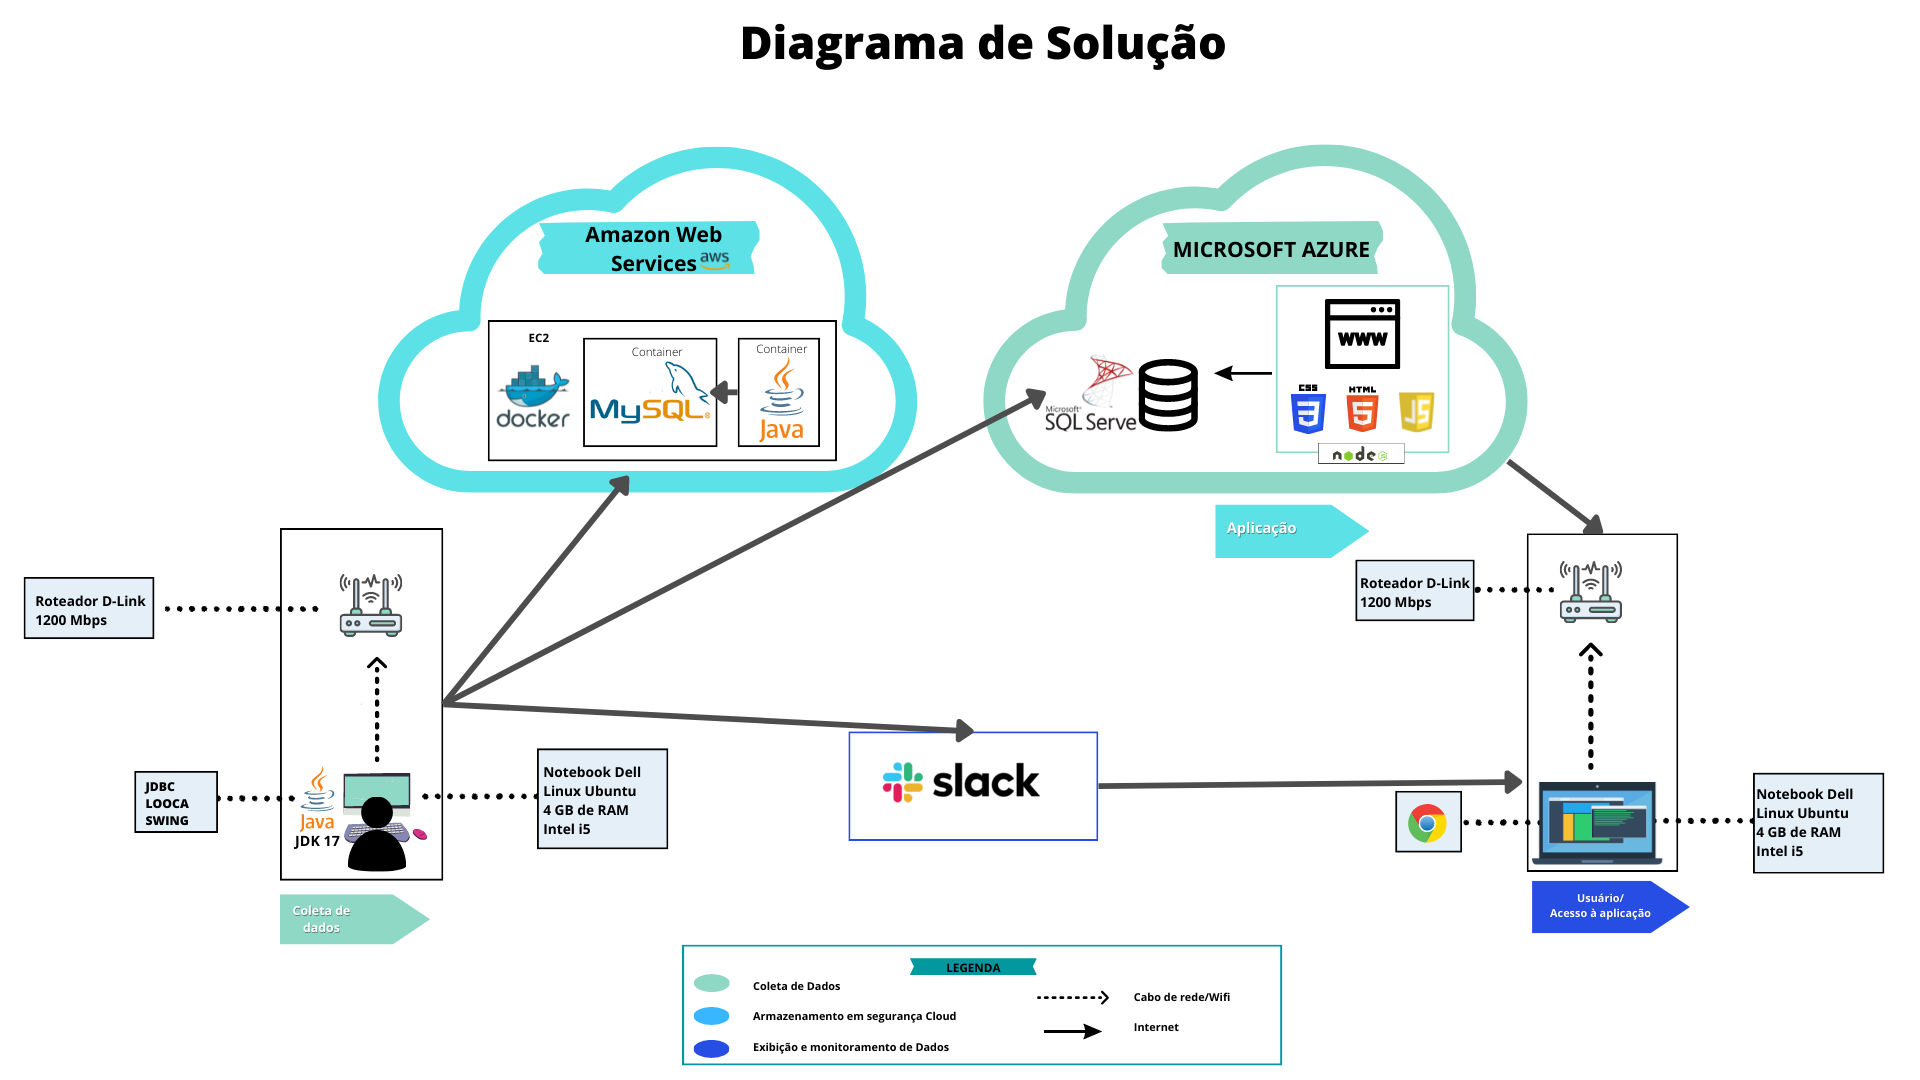 Diagrama de Solução
Amazon Web
Services
aws
EC2
docker
Container
MySQL
Container
Java
MICROSOFT AZURE
Microsoft
SQL Serve
www
CSS
HTML
JS
node
JS
Aplicação
Roteador D-Link
1200 Mbps
JDBC
LOOCA
SWING
Java
JDK 17
Notebook Dell
Linux Ubuntu
4 GB de RAM
Intel i5
Coleta de
dados
slack
Roteador D-Link
1200 Mbps
Notebook Dell
Linux Ubuntu
4 GB de RAM
Intel i5
Usuário/
Acesso à aplicação
LEGENDA
Coleta de Dados
Armazenamento em segurança Cloud
Exibição e monitoramento de Dados
Cabo de rede/Wifi
Internet